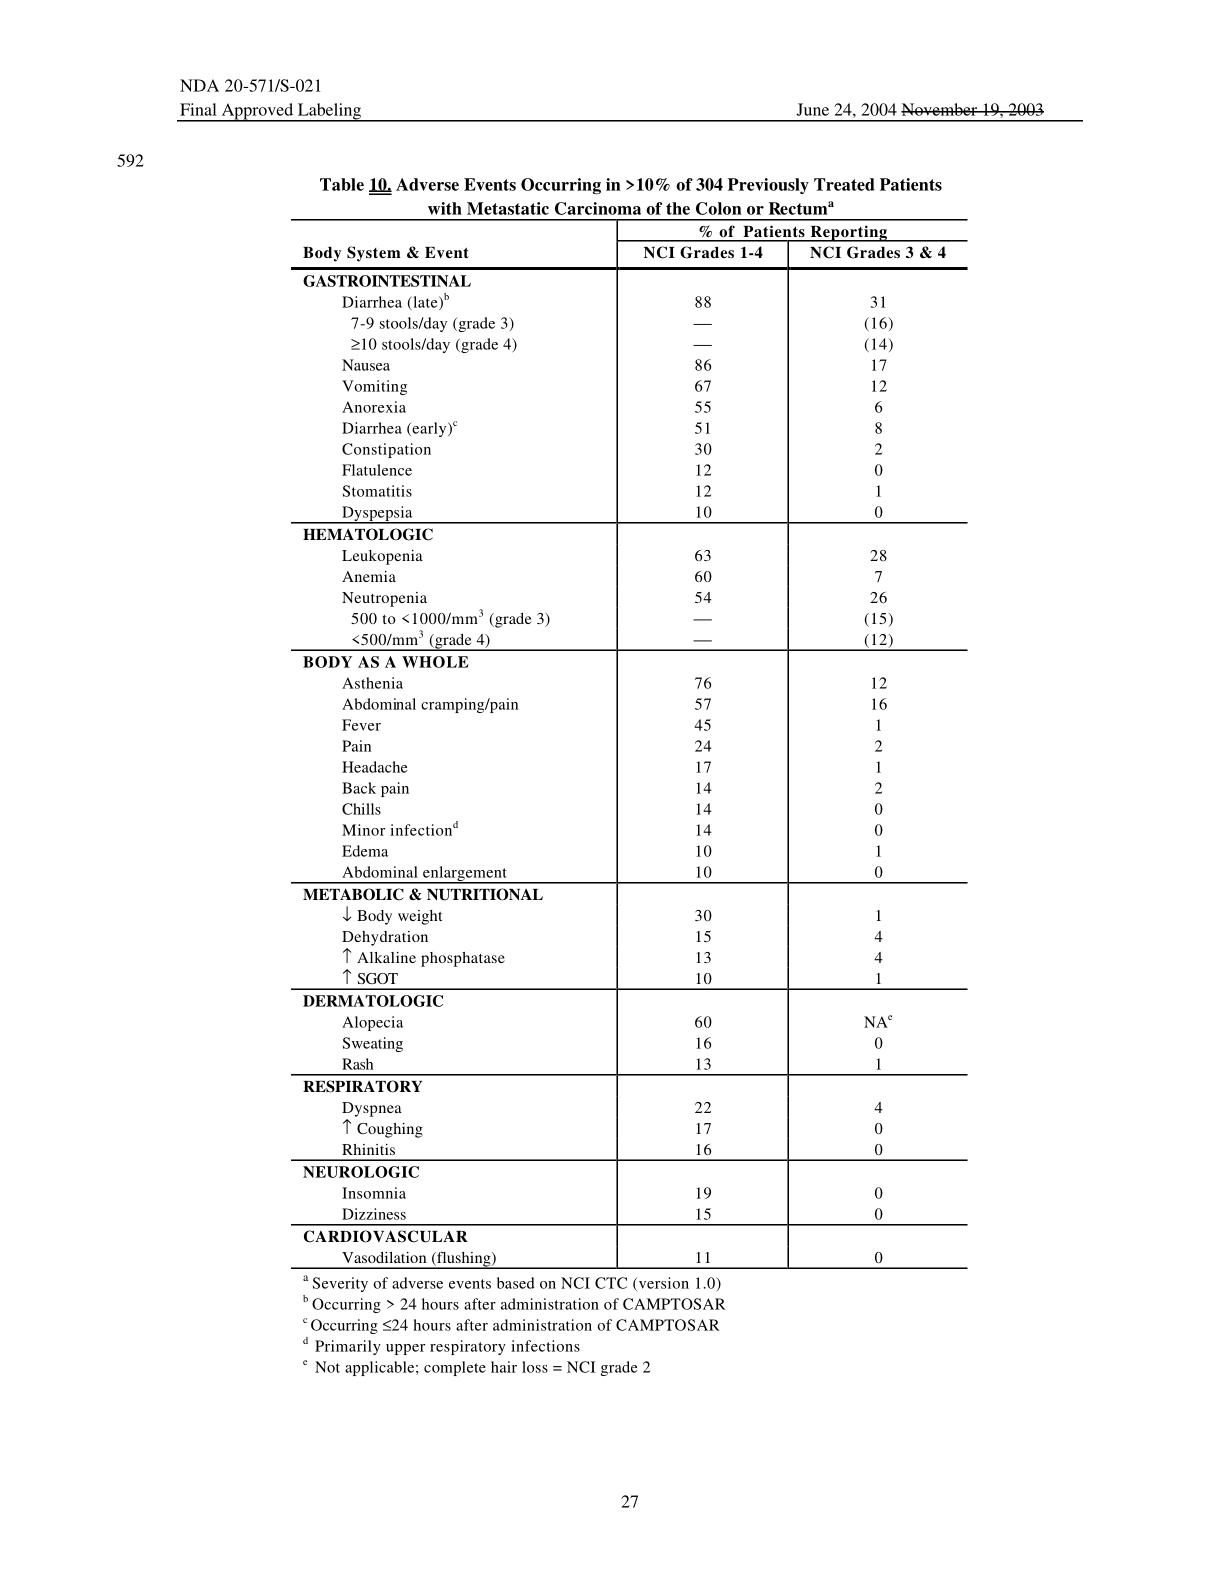 NDA 20-571/S-021
Final Approved Labeling June 24, 2004 November 19, 2003
592
Table 10. Adverse Events Occurring in >10% of 304 Previously Treated Patients
with Metastatic Carcinoma of the Colon or Rectumᵃ
% of Patients Reporting
Body System & Event NCI Grades 1-4 NCI Grades 3 & 4
GASTROINTESTINAL
Diarrhea (late)ᵇ 88 31
7-9 stools/day (grade 3) — (16)
≥10 stools/day (grade 4) — (14)
Nausea 86 17
Vomiting 67 12
Anorexia 55 6
Diarrhea (early)ᶜ 51 8
Constipation 30 2
Flatulence 12 0
Stomatitis 12 1
Dyspepsia 10 0
HEMATOLOGIC
Leukopenia 63 28
Anemia 60 7
Neutropenia 54 26
500 to <1000/mm³ (grade 3) — (15)
<500/mm³ (grade 4) — (12)
BODY AS A WHOLE
Asthenia 76 12
Abdominal cramping/pain 57 16
Fever 45 1
Pain 24 2
Headache 17 1
Back pain 14 2
Chills 14 0
Minor infectionᵈ 14 0
Edema 10 1
Abdominal enlargement 10 0
METABOLIC & NUTRITIONAL
↓ Body weight 30 1
Dehydration 15 4
↑ Alkaline phosphatase 13 4
↑ SGOT 10 1
DERMATOLOGIC
Alopecia 60 NAᵉ
Sweating 16 0
Rash 13 1
RESPIRATORY
Dyspnea 22 4
↑ Coughing 17 0
Rhinitis 16 0
NEUROLOGIC
Insomnia 19 0
Dizziness 15 0
CARDIOVASCULAR
Vasodilation (flushing) 11 0
ᵃ Severity of adverse events based on NCI CTC (version 1.0)
ᵇ Occurring > 24 hours after administration of CAMPTOSAR
ᶜ Occurring ≤24 hours after administration of CAMPTOSAR
ᵈ Primarily upper respiratory infections
ᵉ Not applicable; complete hair loss = NCI grade 2
27